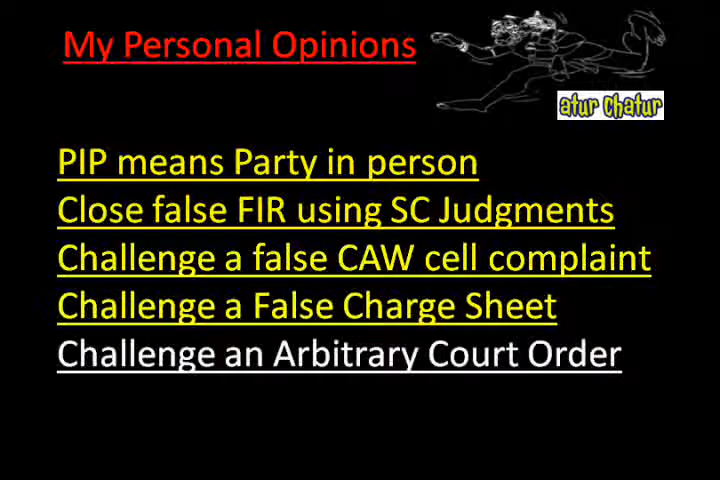 My Personal Opinions
atur chatur
PIP means Party in person
Close false FIR using SC Judgments
Challenge a false CAW cell complaint
Challenge a False Charge Sheet
Challenge an Arbitrary Court Order